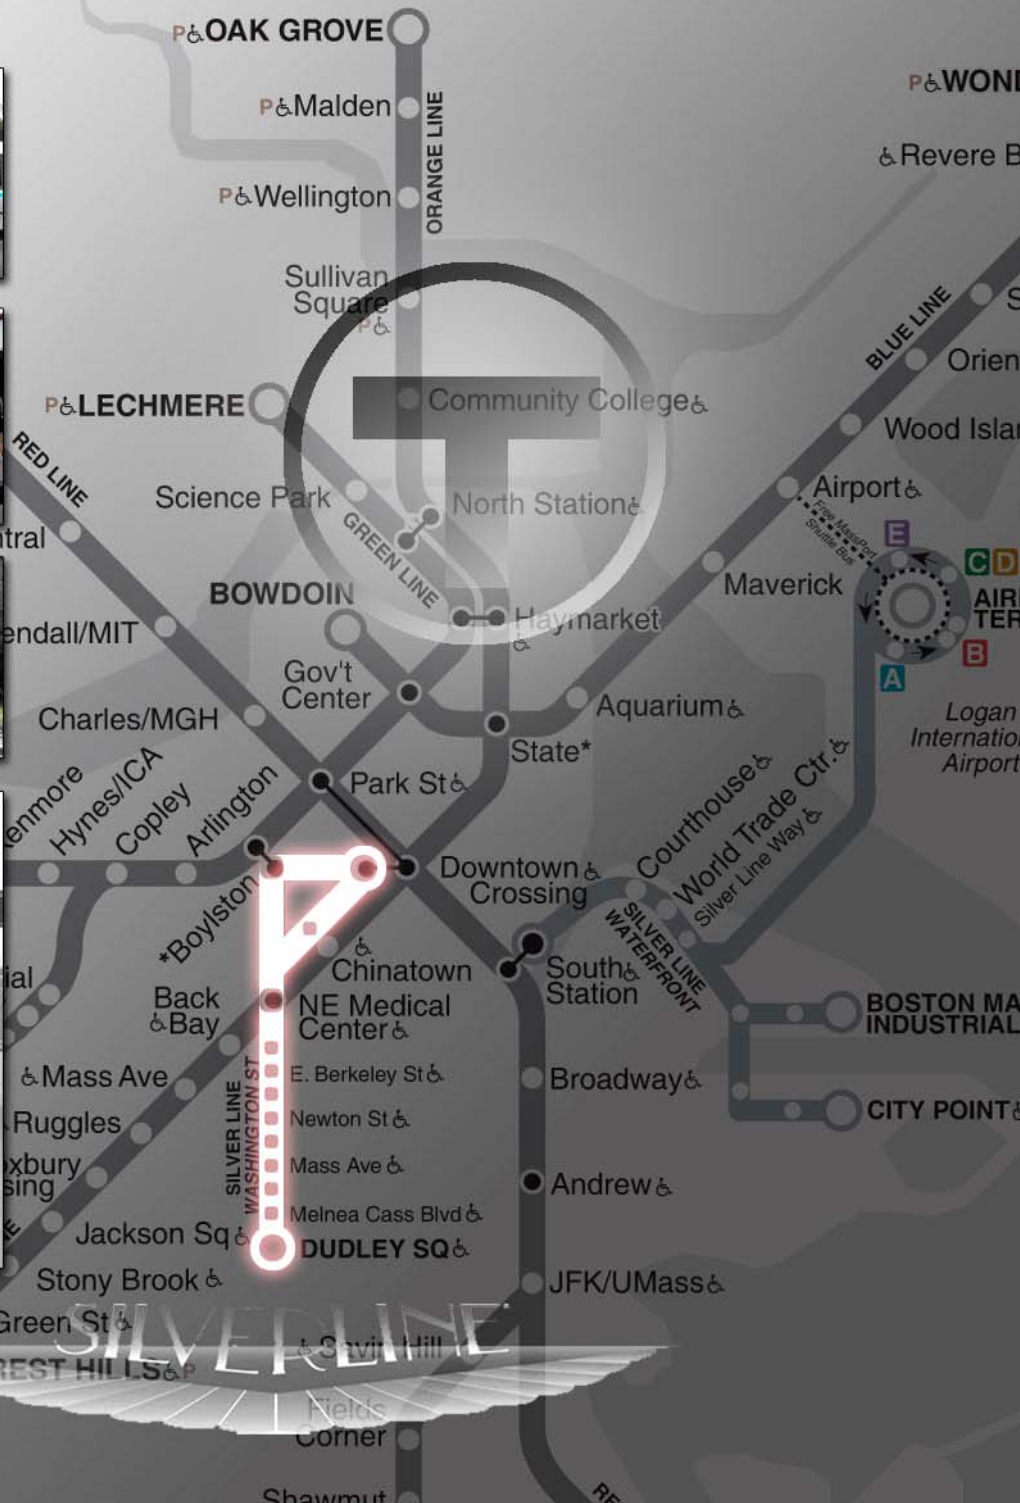 P OAK GROVE
P Malden
ORANGE LINE
P Wellington
Sullivan
Square
P
P WOND
Revere B
BLUE LINE
S
Orien
Wood Islan
P LECHMERE
Community College
T
RED LINE
ntral
Science Park
North Station
GREEN LINE
Airport
Free MassPort
Shuttle Bus
E
C D
AIR
TER
B
A
Maverick
BOWDOIN
Haymarket
endall/MIT
Gov't
Center
Charles/MGH
Aquarium
State*
Logan
Internatio
Airport
Park St
Kenmore
Hynes/ICA
Copley
Arlington
Downtown
Crossing
Courthouse
World Trade Ctr.
Silver Line Way
SILVER LINE
WATERFRONT
*Boylston
Chinatown
South
Station
ial
Back
Bay
NE Medical
Center
BOSTON MA
INDUSTRIAL
Mass Ave
E. Berkeley St
Broadway
CITY POINT
Ruggles
Newton St
SILVER LINE
WASHINGTON ST
oxbury
sing
Mass Ave
Andrew
Melnea Cass Blvd
Jackson Sq
DUDLEY SQ
Stony Brook
JFK/UMass
Green St
SILVERLINE
Savin Hill
REST HILLS P
Fields
Corner
Shawmut
RE